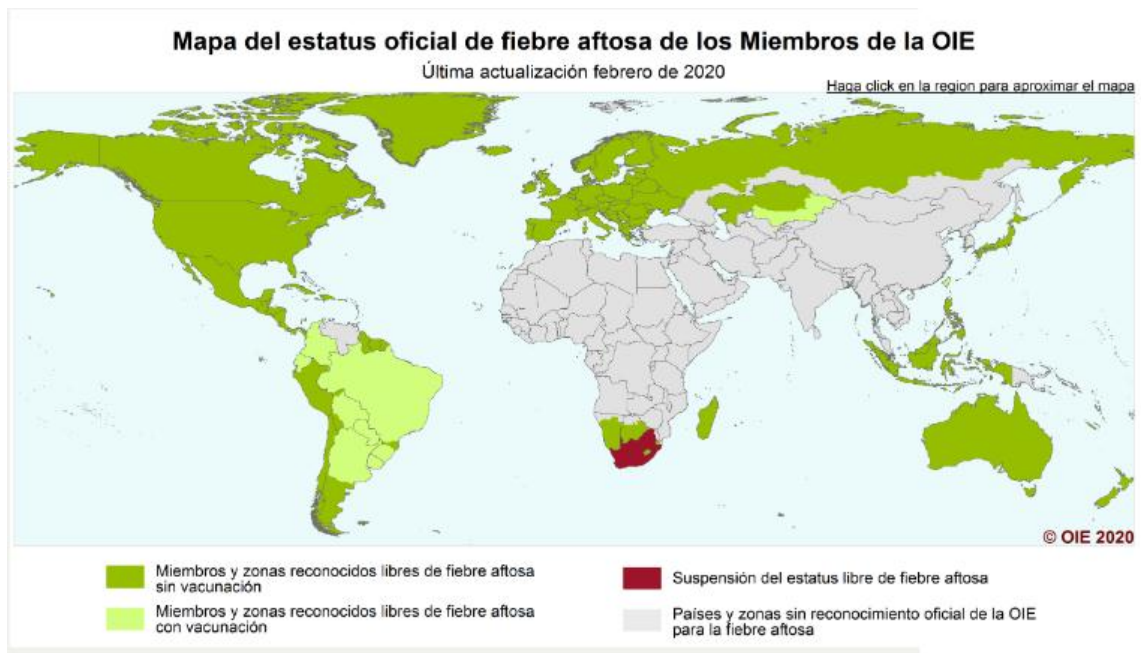 Mapa del estatus oficial de fiebre aftosa de los Miembros de la OIE
Última actualización febrero de 2020
Haga click en la region para aproximar el mapa
© OIE 2020
Miembros y zonas reconocidos libres de fiebre aftosa
sin vacunación
Miembros y zonas reconocidos libres de fiebre aftosa
con vacunación
Suspensión del estatus libre de fiebre aftosa
Países y zonas sin reconocimiento oficial de la OIE
para la fiebre aftosa